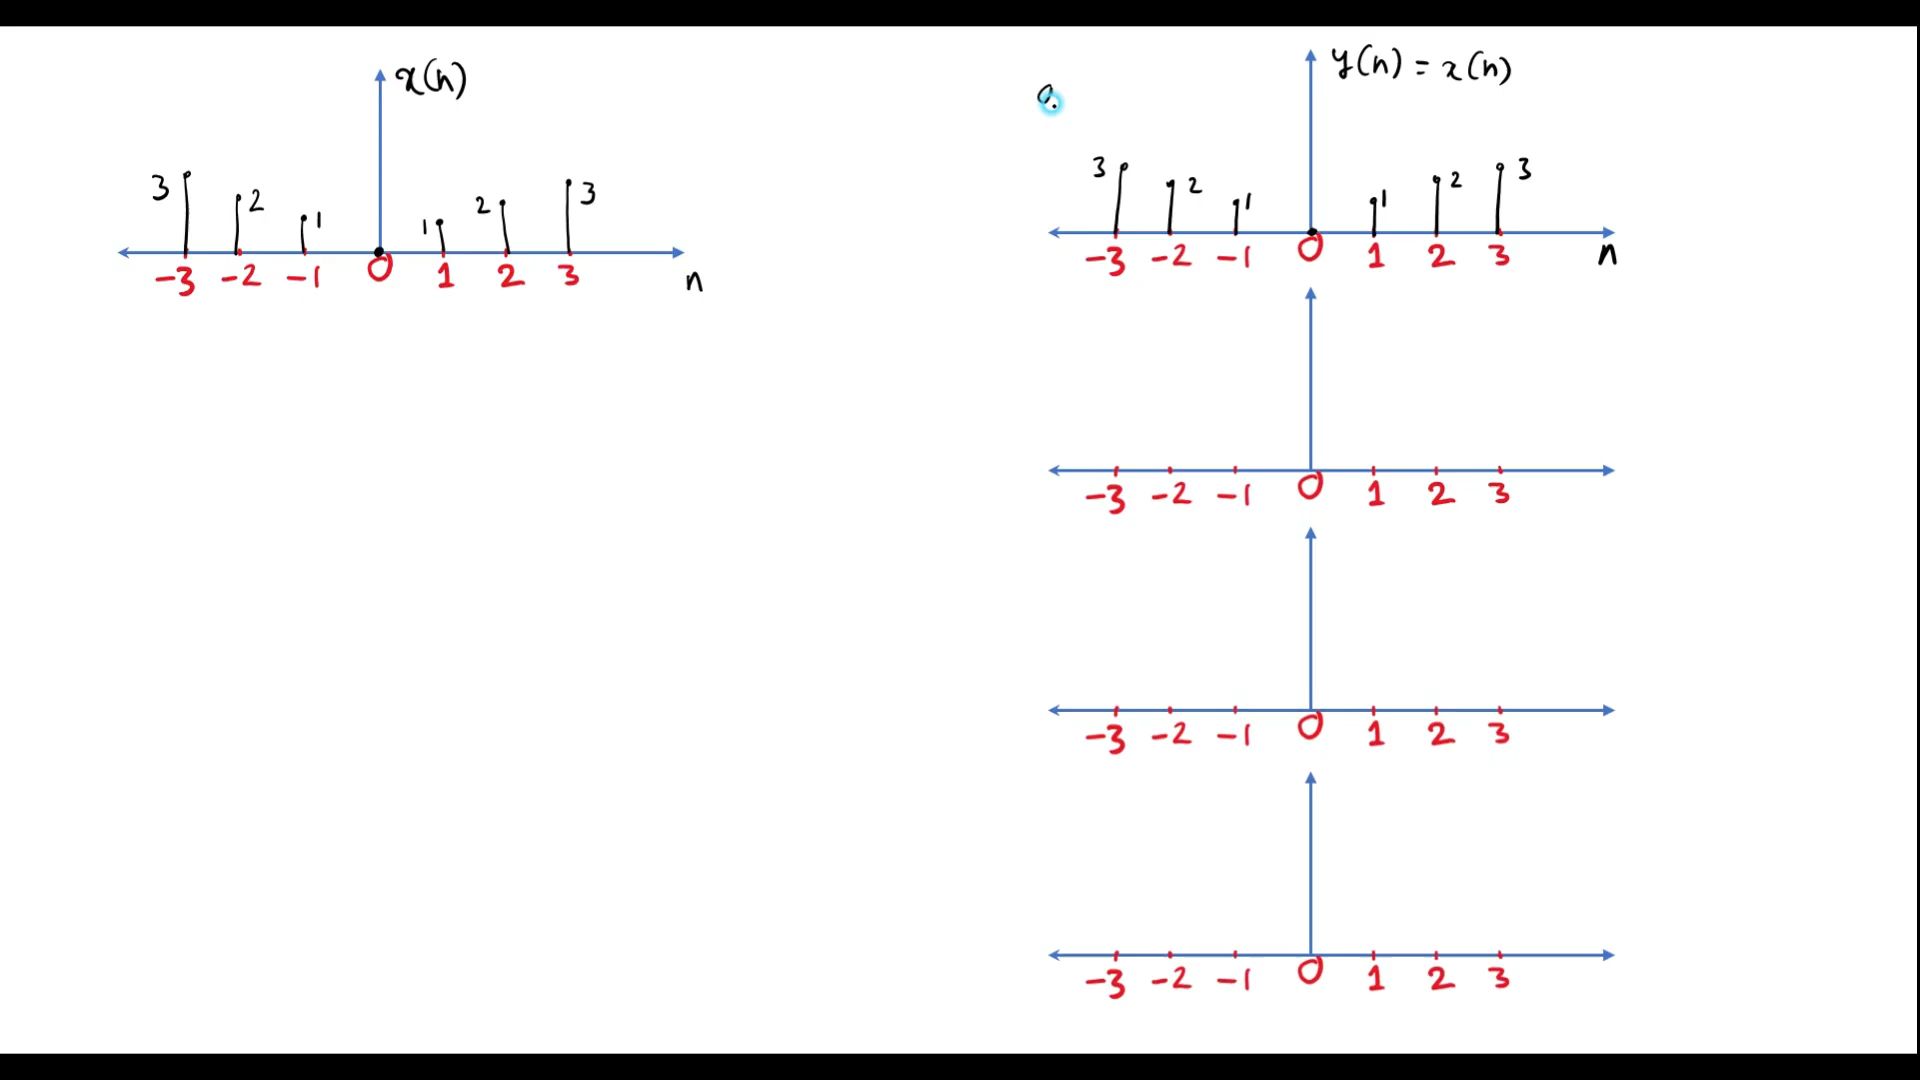 x(n)
3 2 1 1 2 3
-3 -2 -1 0 1 2 3 n
y(n) = x(n)
a.
3 2 1 1 2 3
-3 -2 -1 0 1 2 3 n
-3 -2 -1 0 1 2 3
-3 -2 -1 0 1 2 3
-3 -2 -1 0 1 2 3